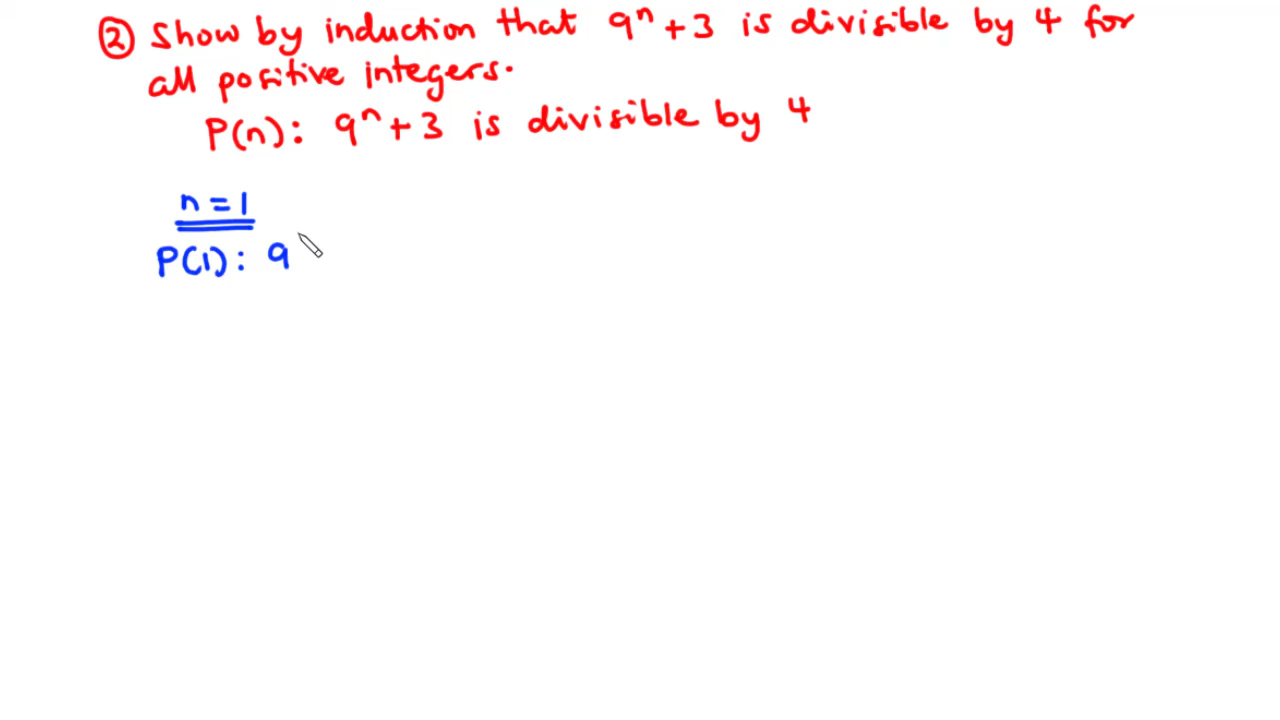 ② Show by induction that 9ⁿ + 3 is divisible by 4 for
all positive integers.
P(n): 9ⁿ + 3 is divisible by 4
n = 1
P(1): 9